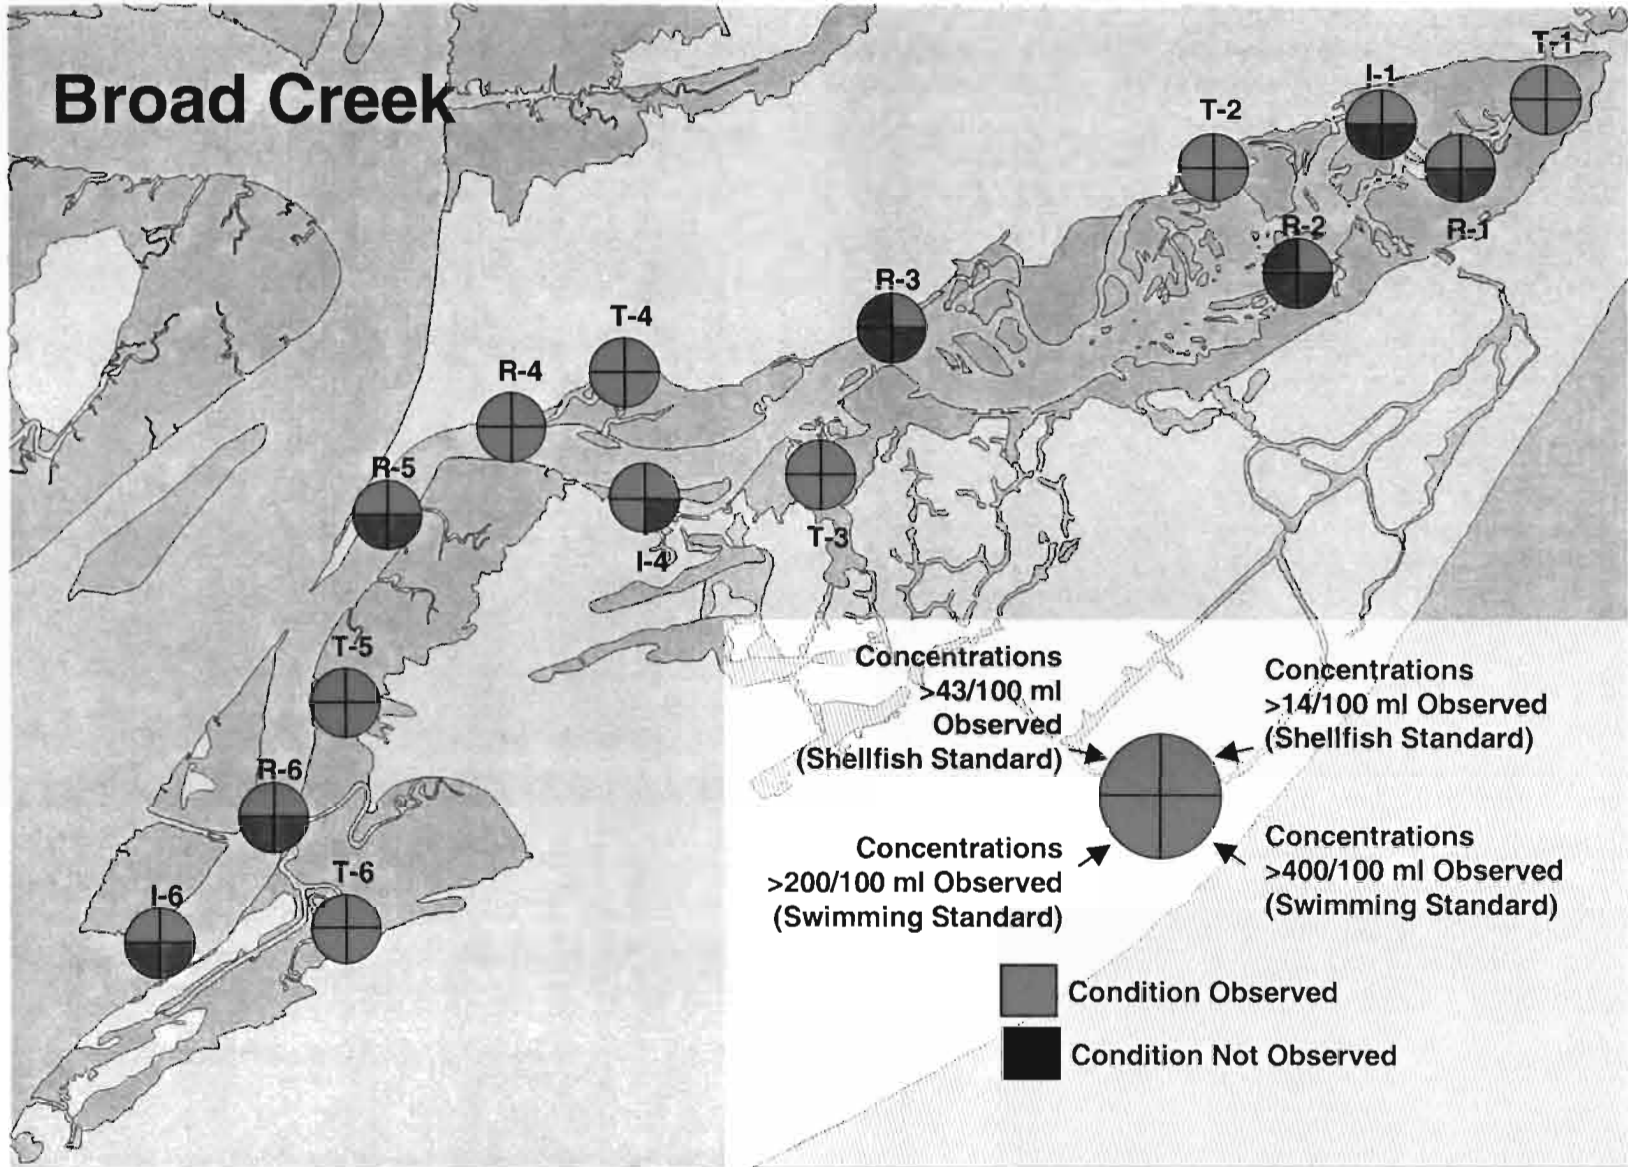 Broad Creek
T-1
I-1
T-2
R-1
R-2
R-3
T-4
R-4
R-5
I-4
T-3
T-5
R-6
T-6
I-6
Concentrations
>43/100 ml
Observed
(Shellfish Standard)
Concentrations
>14/100 ml Observed
(Shellfish Standard)
Concentrations
>200/100 ml Observed
(Swimming Standard)
Concentrations
>400/100 ml Observed
(Swimming Standard)
Condition Observed
Condition Not Observed